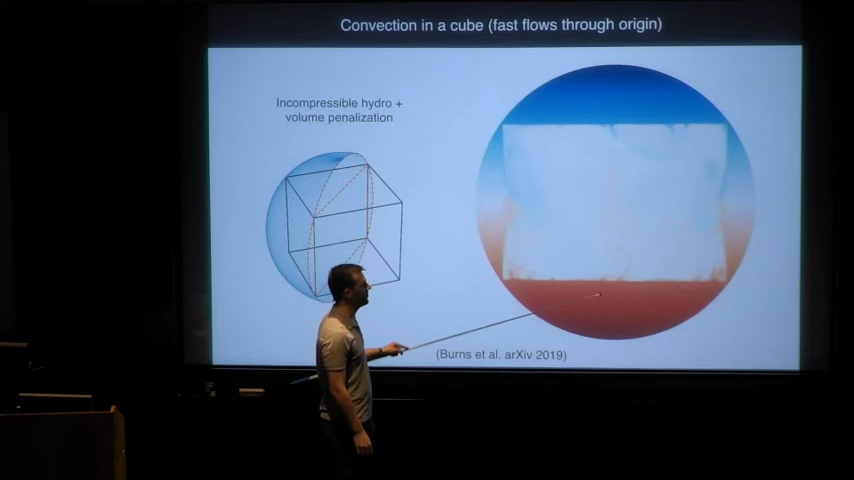 Convection in a cube (fast flows through origin)
Incompressible hydro +
volume penalization
(Burns et al. arXiv 2019)